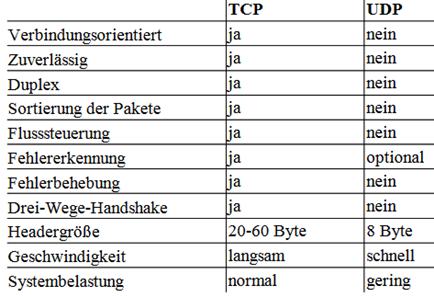 TCP UDP
Verbindungsorientiert ja nein
Zuverlässig ja nein
Duplex ja nein
Sortierung der Pakete ja nein
Flusssteuerung ja nein
Fehlererkennung ja optional
Fehlerbehebung ja nein
Drei-Wege-Handshake ja nein
Headergröße 20-60 Byte 8 Byte
Geschwindigkeit langsam schnell
Systembelastung normal gering